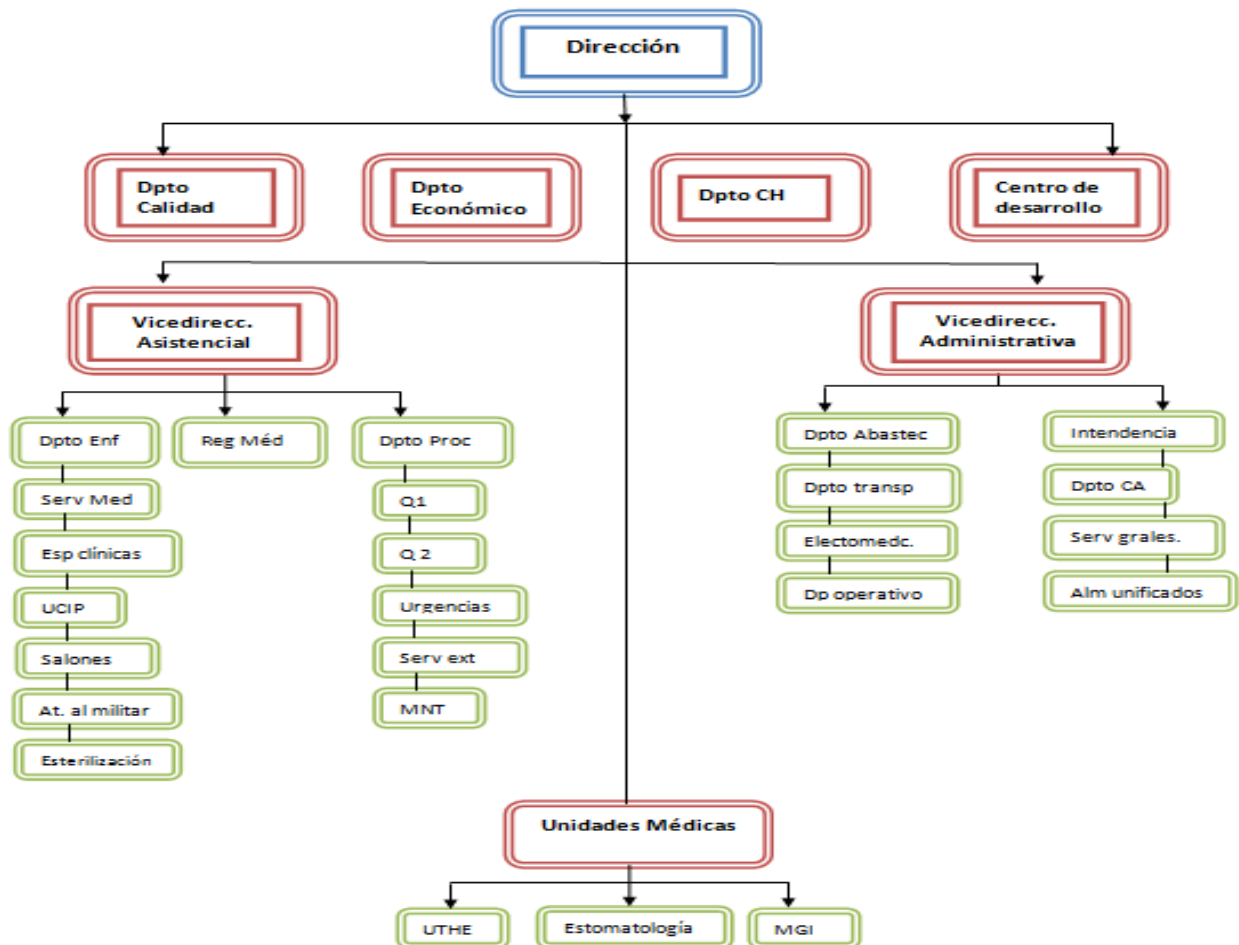 Dirección
Dpto
Calidad
Dpto
Económico
Dpto CH
Centro de
desarrollo
Vicedirecc.
Asistencial
Vicedirecc.
Administrativa
Dpto Enf
Reg Méd
Dpto Proc
Serv Med
Esp clínicas
UCIP
Salones
At. al militar
Esterilización
Q1
Q 2
Urgencias
Serv ext
MNT
Dpto Abastec
Dpto transp
Electomedc.
Dp operativo
Intendencia
Dpto CA
Serv grales.
Alm unificados
Unidades Médicas
UTHE
Estomatología
MGI